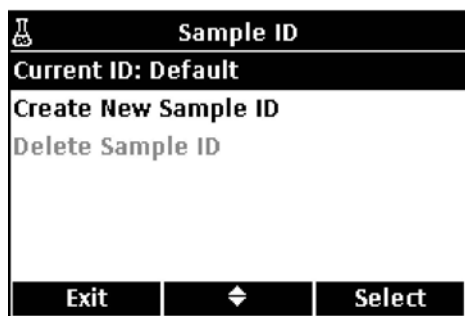 Sample ID
Current ID: Default
Create New Sample ID
Delete Sample ID
Exit Select